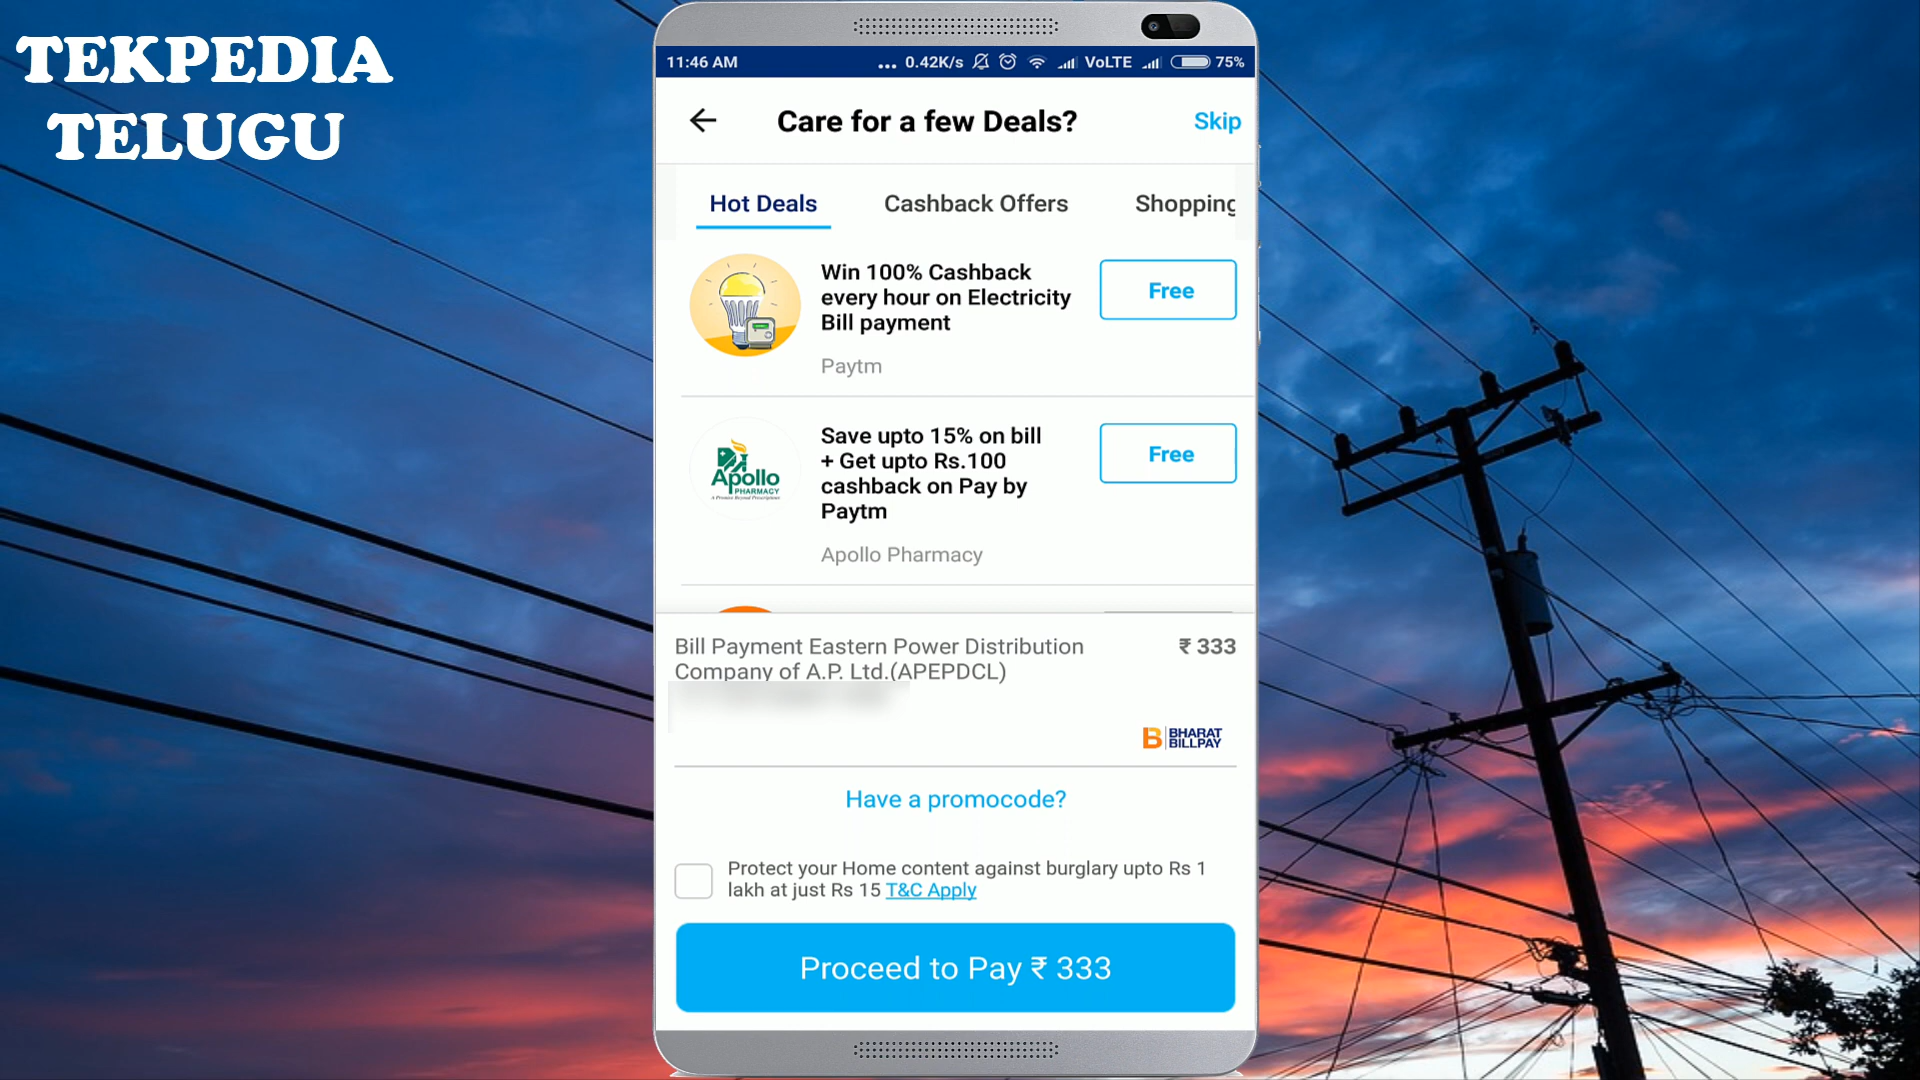 TEKPEDIA
TELUGU
11:46 AM
... 0.42K/s VoLTE 75%
Care for a few Deals?
Skip
Hot Deals
Cashback Offers
Shopping
Win 100% Cashback
every hour on Electricity
Bill payment
Paytm
Free
Apollo
PHARMACY
Save upto 15% on bill
+ Get upto Rs.100
cashback on Pay by
Paytm
Apollo Pharmacy
Free
Bill Payment Eastern Power Distribution
Company of A.P. Ltd.(APEPDCL)
₹ 333
B BHARAT
BILLPAY
Have a promocode?
Protect your Home content against burglary upto Rs 1
lakh at just Rs 15 T&C Apply
Proceed to Pay ₹ 333